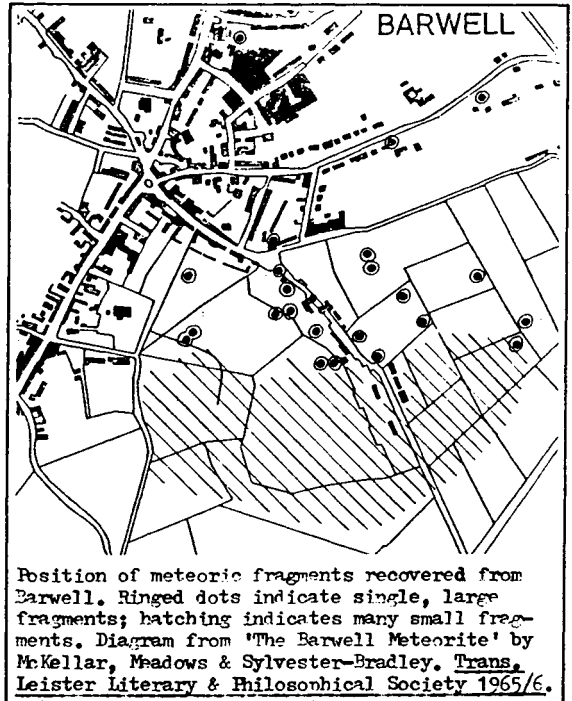 BARWELL
Position of meteoric fragments recovered from
Barwell. Ringed dots indicate single, large
fragments; hatching indicates many small frag-
ments. Diagram from 'The Barwell Meteorite' by
McKellar, Meadows & Sylvester-Bradley. Trans.
Leister Literary & Philosophical Society 1965/6.